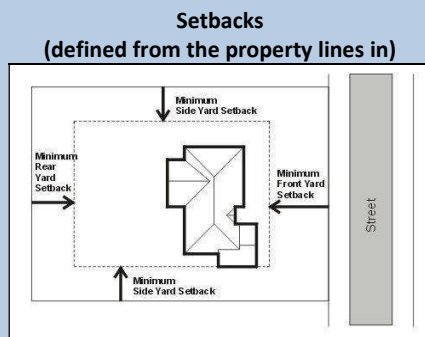 Setbacks
(defined from the property lines in)
Minimum
Side Yard Setback
Minimum
Rear
Yard
Setback
Minimum
Front Yard
Setback
Street
Minimum
Side Yard Setback